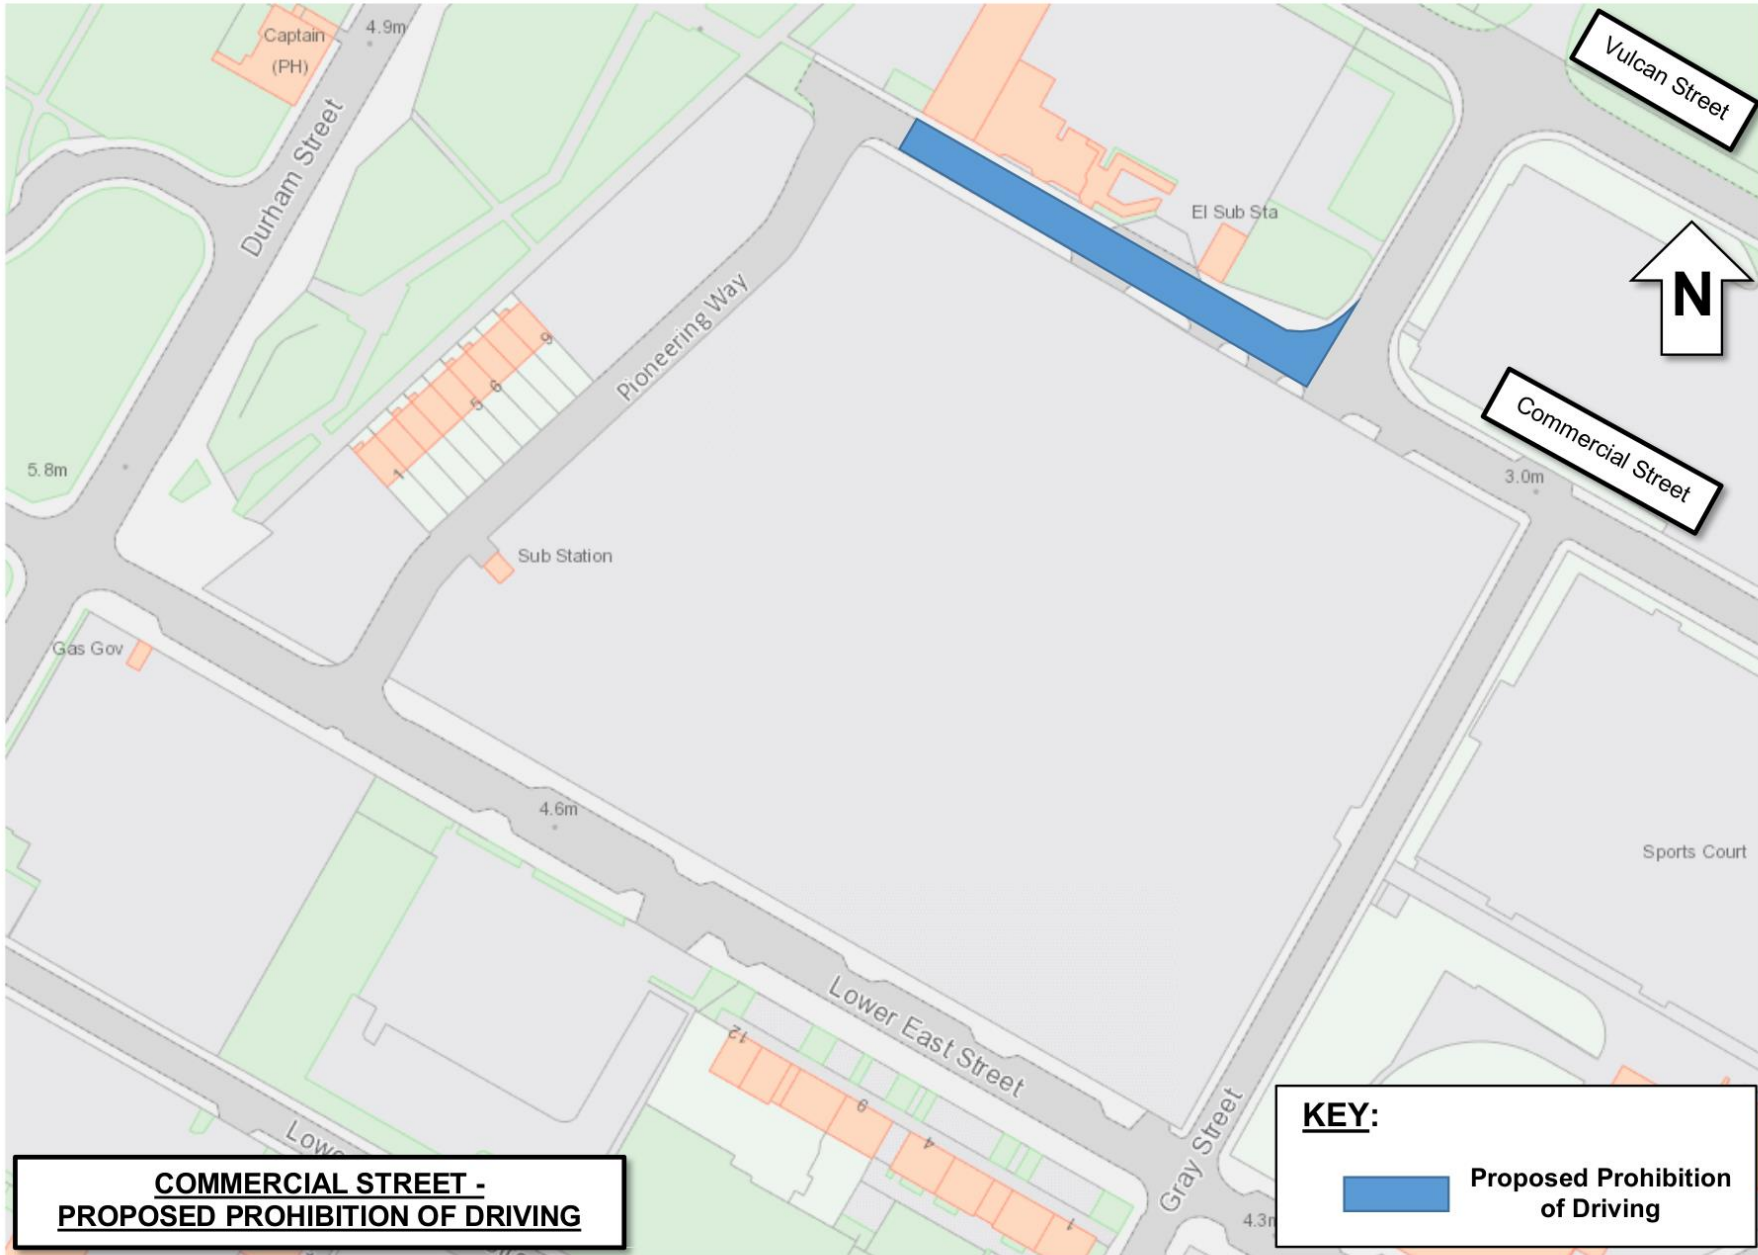 Captain
(PH)
4.9m
Vulcan Street
Durham Street
El Sub Sta
N
Pioneering Way
9
6
5
1
Commercial Street
5.8m
3.0m
Sub Station
Gas Gov
4.6m
Sports Court
Lower East Street
12
9
4
1
Gray Street
4.3m
KEY:
Proposed Prohibition
of Driving
COMMERCIAL STREET -
PROPOSED PROHIBITION OF DRIVING